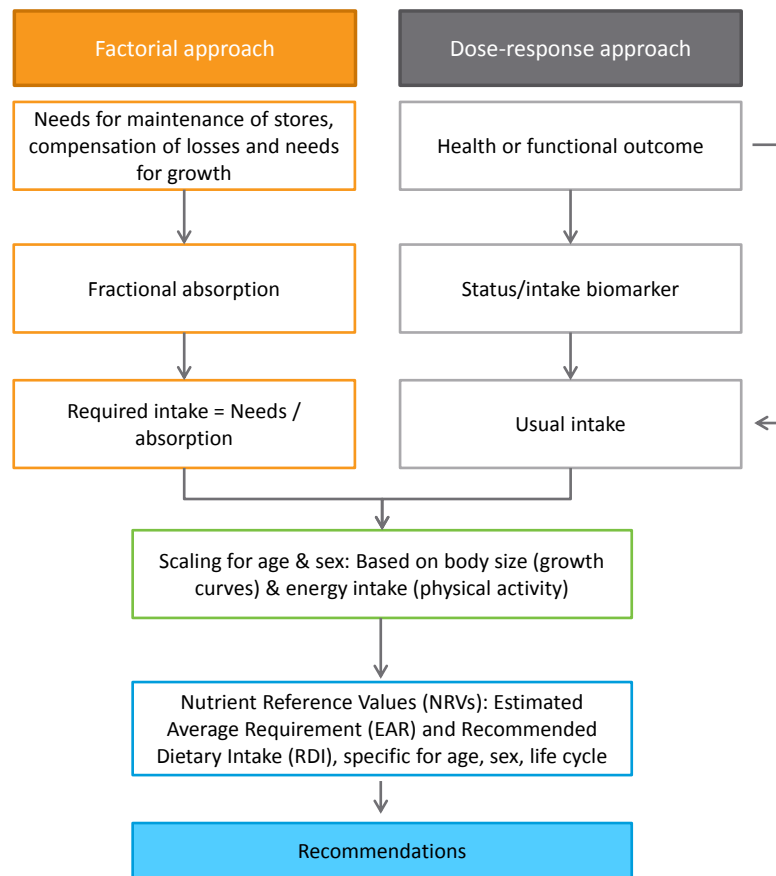 Factorial approach
Dose-response approach
Needs for maintenance of stores,
compensation of losses and needs
for growth
Health or functional outcome
Fractional absorption
Status/intake biomarker
Required intake = Needs /
absorption
Usual intake
Scaling for age & sex: Based on body size (growth
curves) & energy intake (physical activity)
Nutrient Reference Values (NRVs): Estimated
Average Requirement (EAR) and Recommended
Dietary Intake (RDI), specific for age, sex, life cycle
Recommendations